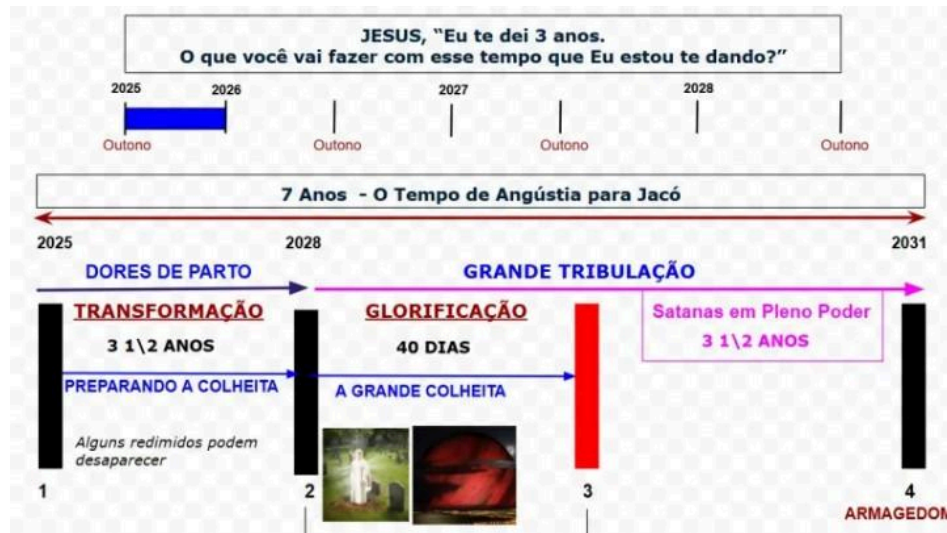 JESUS, “Eu te dei 3 anos.
O que você vai fazer com esse tempo que Eu estou te dando?”
2025 2026 2027 2028
Outono Outono Outono Outono
7 Anos - O Tempo de Angústia para Jacó
2025 2028 2031
DORES DE PARTO GRANDE TRIBULAÇÃO
TRANSFORMAÇÃO GLORIFICAÇÃO Satanas em Pleno Poder
3 1\2 ANOS 40 DIAS 3 1\2 ANOS
PREPARANDO A COLHEITA A GRANDE COLHEITA
Alguns redimidos podem
desaparecer
1 2 3 4
ARMAGEDOM